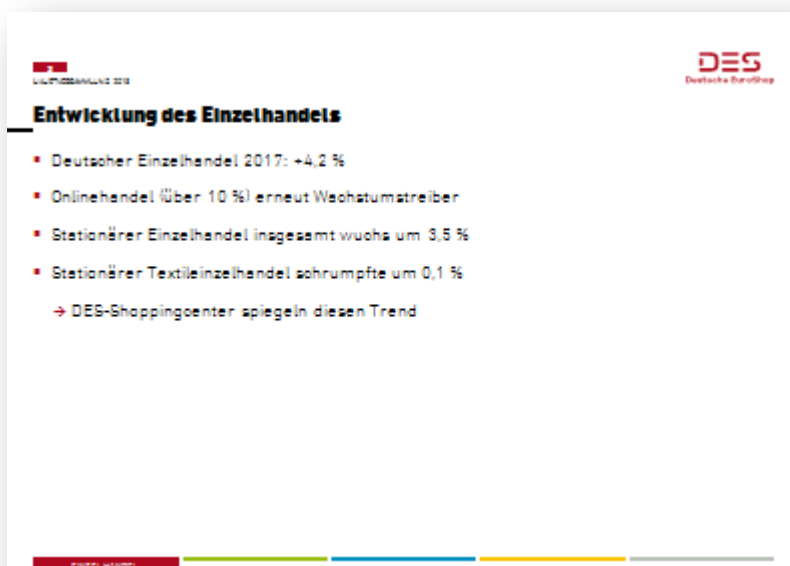 DES
Deutsche EuroShop
Entwicklung des Einzelhandels
▪ Deutscher Einzelhandel 2017: +4,2 %
▪ Onlinehandel (über 10 %) erneut Wachstumstreiber
▪ Stationärer Einzelhandel insgesamt wuchs um 3,5 %
▪ Stationärer Textileinzelhandel schrumpfte um 0,1 %
→ DES-Shoppingcenter spiegeln diesen Trend